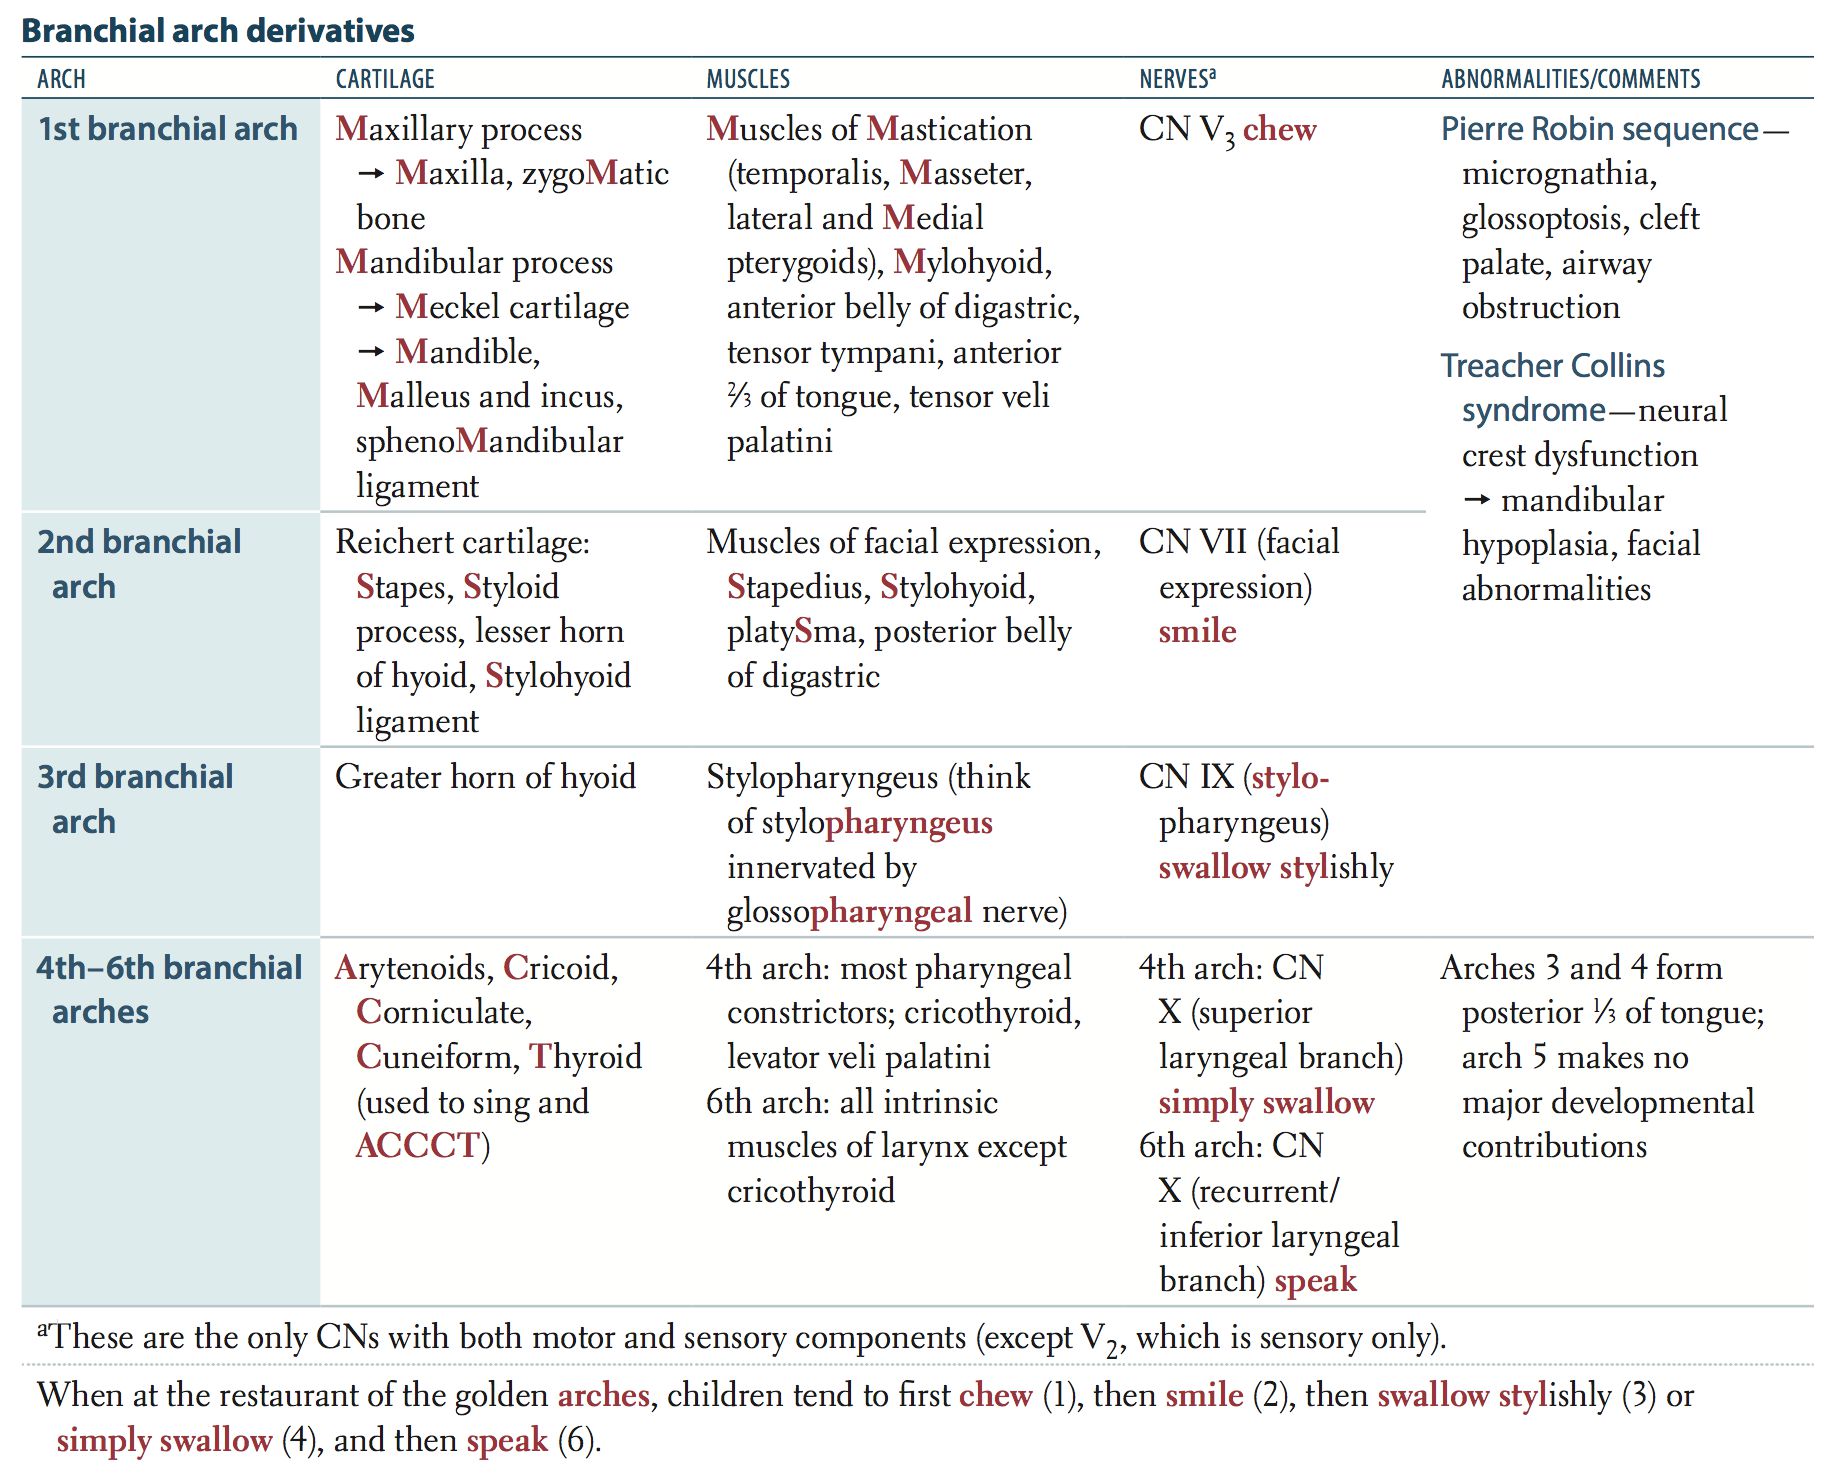 Branchial arch derivatives
ARCH CARTILAGE MUSCLES NERVESᵃ ABNORMALITIES/COMMENTS
1st branchial arch
Maxillary process
→ Maxilla, zygoMatic
bone
Mandibular process
→ Meckel cartilage
→ Mandible,
Malleus and incus,
sphenoMandibular
ligament
Muscles of Mastication
(temporalis, Masseter,
lateral and Medial
pterygoids), Mylohyoid,
anterior belly of digastric,
tensor tympani, anterior
⅔ of tongue, tensor veli
palatini
CN V₃ chew
Pierre Robin sequence—
micrognathia,
glossoptosis, cleft
palate, airway
obstruction
Treacher Collins
syndrome—neural
crest dysfunction
→ mandibular
hypoplasia, facial
abnormalities
2nd branchial
arch
Reichert cartilage:
Stapes, Styloid
process, lesser horn
of hyoid, Stylohyoid
ligament
Muscles of facial expression,
Stapedius, Stylohyoid,
platySma, posterior belly
of digastric
CN VII (facial
expression)
smile
3rd branchial
arch
Greater horn of hyoid
Stylopharyngeus (think
of stylopharyngeus
innervated by
glossopharyngeal nerve)
CN IX (stylo-
pharyngeus)
swallow stylishly
4th–6th branchial
arches
Arytenoids, Cricoid,
Corniculate,
Cuneiform, Thyroid
(used to sing and
ACCCT)
4th arch: most pharyngeal
constrictors; cricothyroid,
levator veli palatini
6th arch: all intrinsic
muscles of larynx except
cricothyroid
4th arch: CN
X (superior
laryngeal branch)
simply swallow
6th arch: CN
X (recurrent/
inferior laryngeal
branch) speak
Arches 3 and 4 form
posterior ⅓ of tongue;
arch 5 makes no
major developmental
contributions
ᵃThese are the only CNs with both motor and sensory components (except V₂, which is sensory only).
When at the restaurant of the golden arches, children tend to first chew (1), then smile (2), then swallow stylishly (3) or
simply swallow (4), and then speak (6).